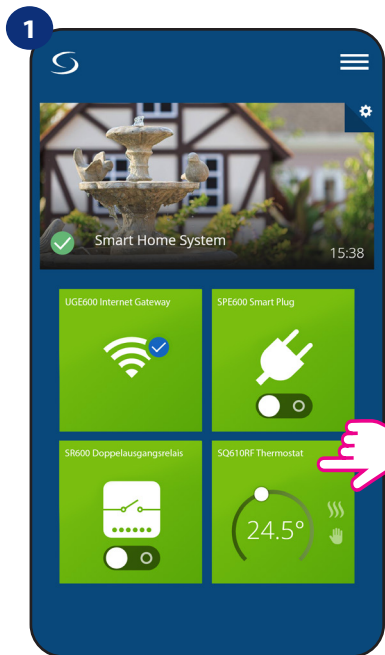 1
Smart Home System
15:38
UGE600 Internet Gateway
SPE600 Smart Plug
SR600 Doppelausgangsrelais
SQ610RF Thermostat
24.5°